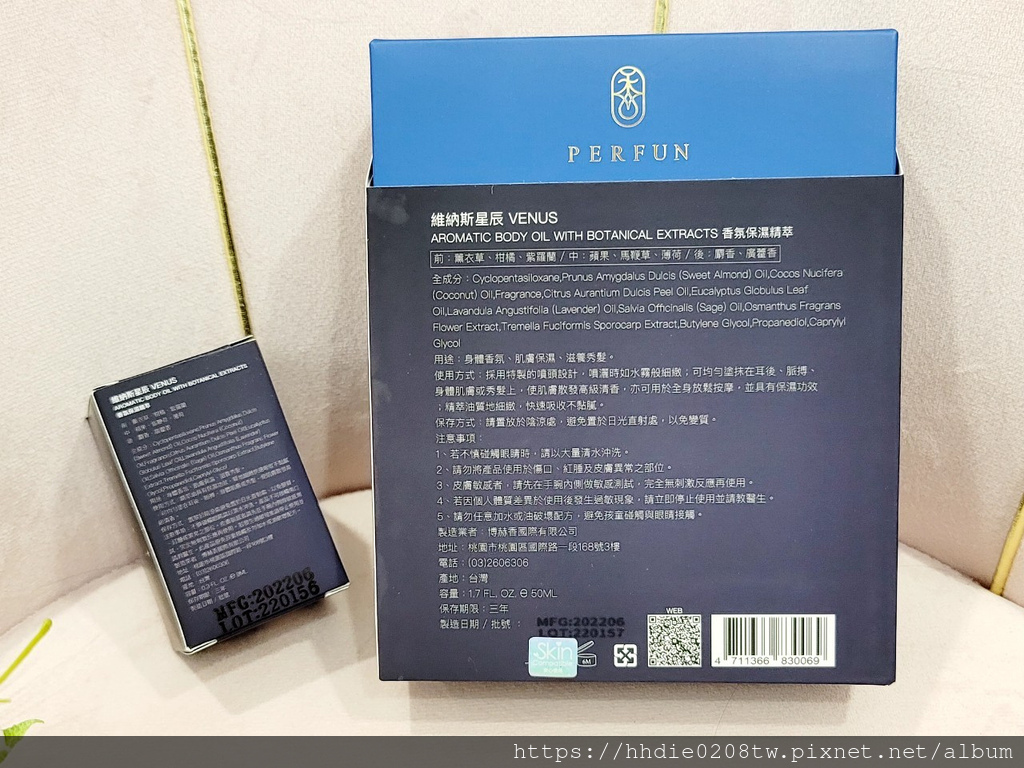 PERFUN
維納斯星辰 VENUS
AROMATIC BODY OIL WITH BOTANICAL EXTRACTS 香氛保濕精萃
前：薰衣草、柑橘、紫羅蘭 / 中：蘋果、馬鞭草、薄荷 / 後：麝香、廣藿香
全成分：Cyclopentasiloxane,Prunus Amygdalus Dulcis (Sweet Almond) Oil,Cocos Nucifera
(Coconut) Oil,Fragrance,Citrus Aurantium Dulcis Peel Oil,Eucalyptus Globulus Leaf
Oil,Lavandula Angustifolia (Lavender) Oil,Salvia Officinalis (Sage) Oil,Osmanthus Fragrans
Flower Extract,Tremella Fuciformis Sporocarp Extract,Butylene Glycol,Propanediol,Caprylyl
Glycol
用途：身體香氛、肌膚保濕、滋養秀髮。
使用方式：採用特製的噴頭設計，噴灑時如水霧般細緻；可均勻塗抹在耳後、脈搏、
身體肌膚或秀髮上，使肌膚散發高級清香，亦可用於全身放鬆按摩，並具有保濕功效
；精萃油質地細緻，快速吸收不黏膩。
保存方式：請置放於陰涼處，避免置於日光直射處，以免變質。
注意事項：
1、若不慎碰觸眼睛時，請以大量清水沖洗。
2、請勿將產品使用於傷口、紅腫及皮膚異常之部位。
3、皮膚敏感者，請先在手腕內側做敏感測試，完全無刺激反應再使用。
4、若因個人體質差異於使用後發生過敏現象，請立即停止使用並請教醫生。
5、請勿任意加水或油破壞配方，避免孩童碰觸與眼睛接觸。
製造業者：博赫香國際有限公司
地址：桃園市桃園區國際路一段168號3樓
電話：(03)2606306
產地：台灣
容量：1.7 FL. OZ. ℮ 50ML
保存期限：三年
製造日期 / 批號： MFG:202206
LOT:220157
Skin
6M
WEB
4 711366 830069
維納斯星辰 VENUS
AROMATIC BODY OIL WITH BOTANICAL EXTRACTS
香氛保濕精萃
MFG:202206
LOT:220156
https://hhdie0208tw.pixnet.net/album